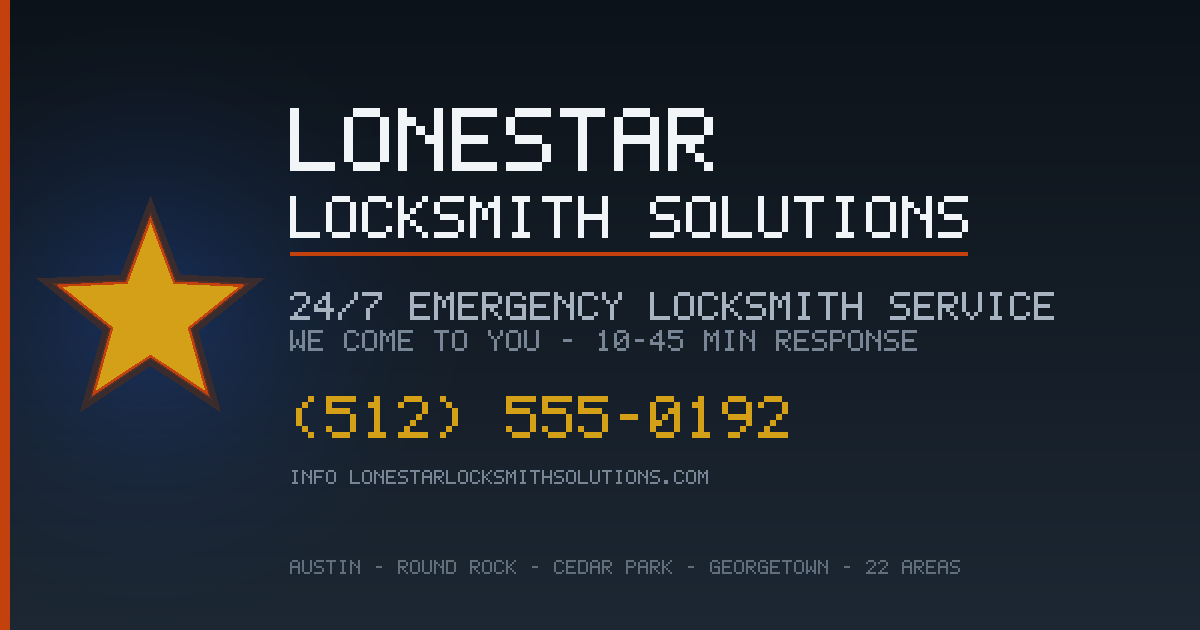 LONESTAR
LOCKSMITH SOLUTIONS
24/7 EMERGENCY LOCKSMITH SERVICE
WE COME TO YOU - 10-45 MIN RESPONSE
(512) 555-0192
INFO LONESTARLOCKSMITHSOLUTIONS.COM
AUSTIN - ROUND ROCK - CEDAR PARK - GEORGETOWN - 22 AREAS